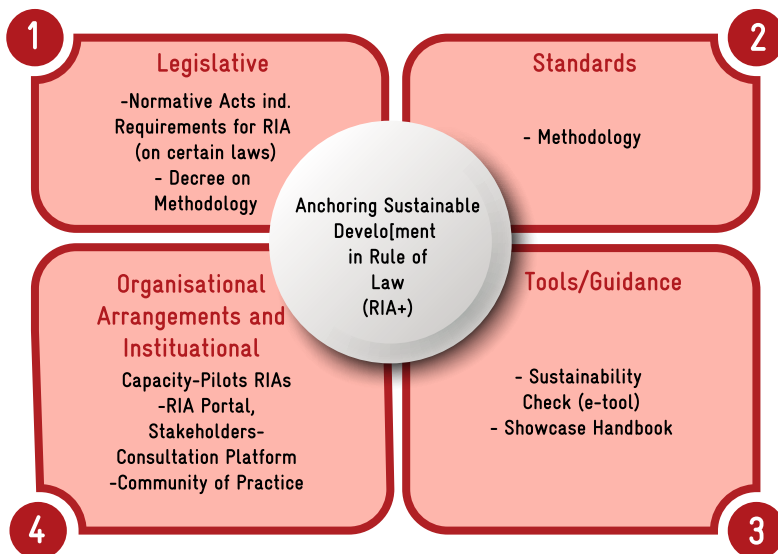 1
Legislative
-Normative Acts ind.
Requirements for RIA
(on certain laws)
- Decree on
Methodology
2
Standards
- Methodology
Anchoring Sustainable
Develo[ment
in Rule of
Law
(RIA+)
3
Tools/Guidance
- Sustainability
Check (e-tool)
- Showcase Handbook
4
Organisational
Arrangements and
Instituational
Capacity-Pilots RIAs
-RIA Portal,
Stakeholders-
Consultation Platform
-Community of Practice